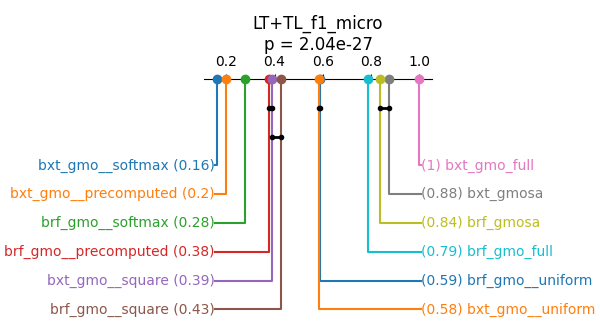 LT+TL_f1_micro
p = 2.04e-27
0.2 0.4 0.6 0.8 1.0
bxt_gmo__softmax (0.16) (1) bxt_gmo_full
bxt_gmo__precomputed (0.2) (0.88) bxt_gmosa
brf_gmo__softmax (0.28) (0.84) brf_gmosa
brf_gmo__precomputed (0.38) (0.79) brf_gmo_full
bxt_gmo__square (0.39) (0.59) brf_gmo__uniform
brf_gmo__square (0.43) (0.58) bxt_gmo__uniform